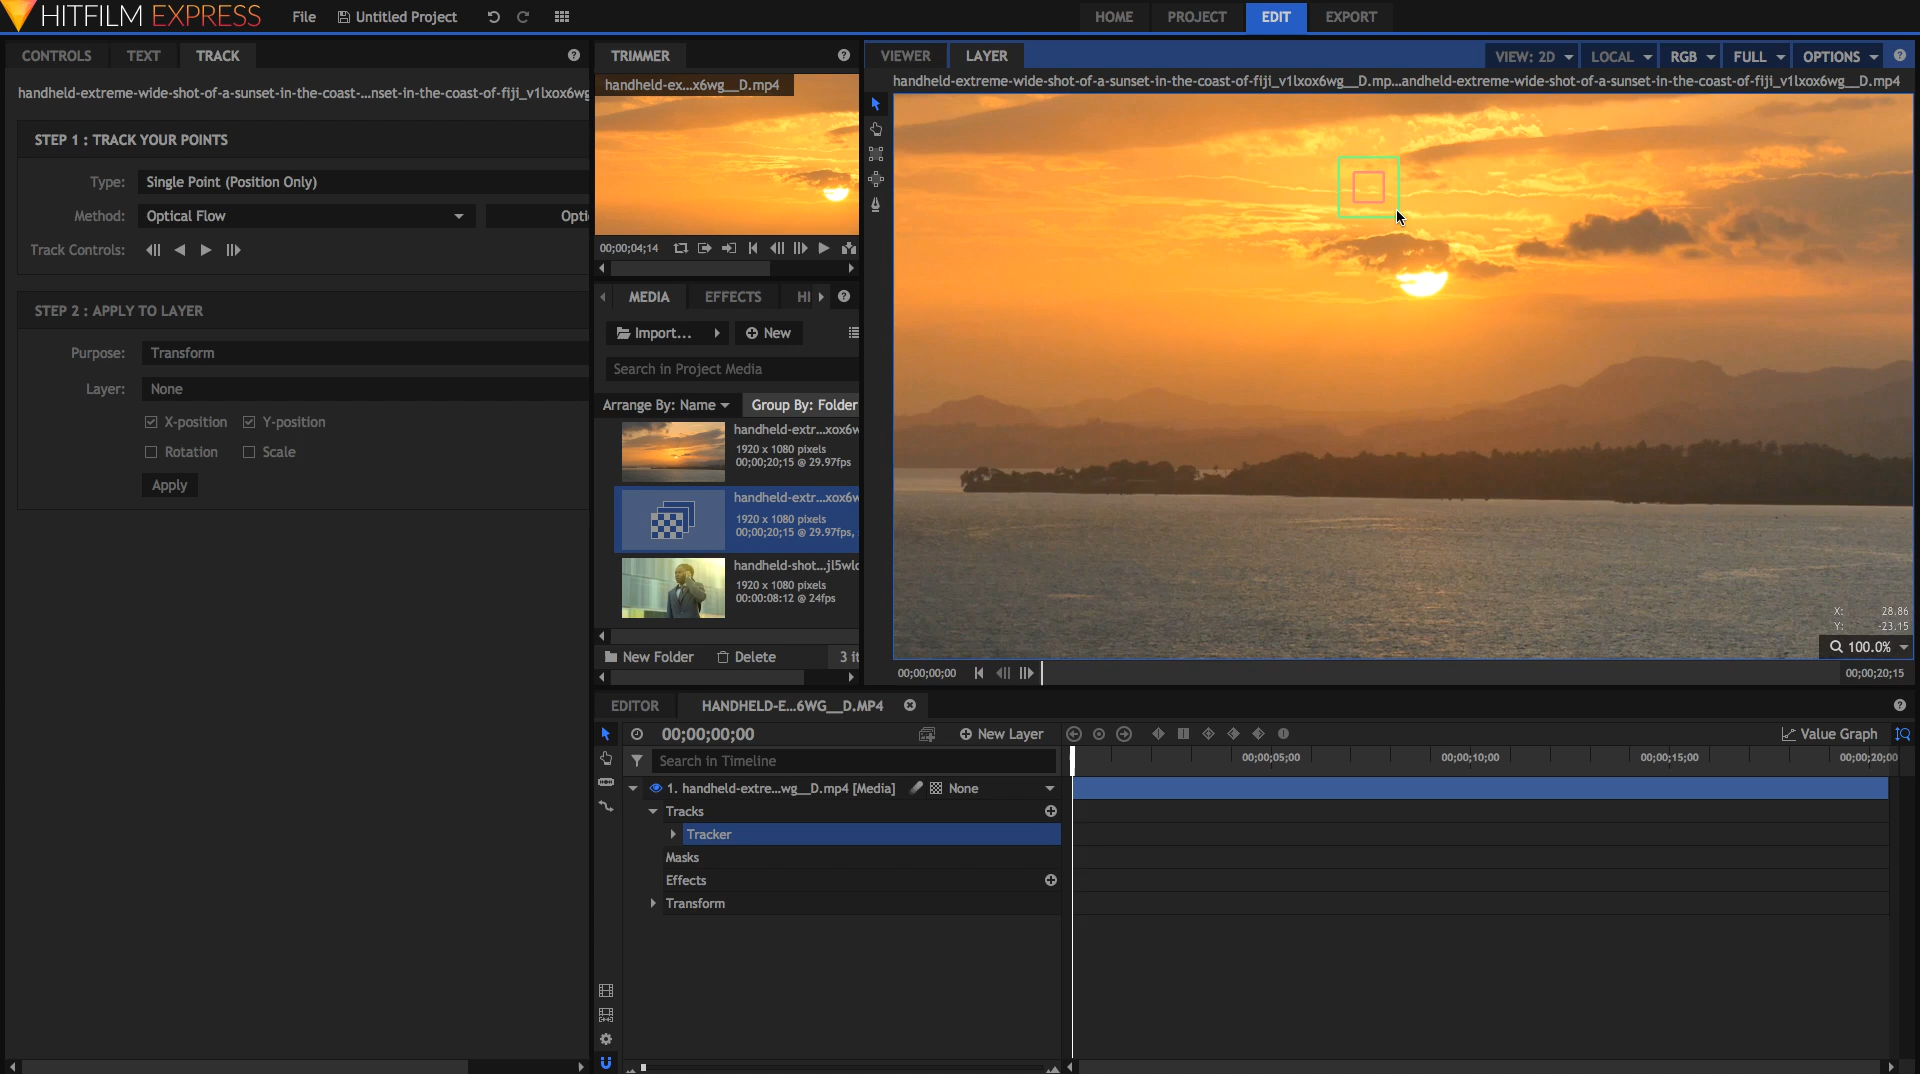 HITFILM EXPRESS File Untitled Project HOME PROJECT EDIT EXPORT
CONTROLS TEXT TRACK
handheld-extreme-wide-shot-of-a-sunset-in-the-coast-...nset-in-the-coast-of-fiji_v1lxox6wg
STEP 1 : TRACK YOUR POINTS
Type: Single Point (Position Only)
Method: Optical Flow Opti
Track Controls:
STEP 2 : APPLY TO LAYER
Purpose: Transform
Layer: None
X-position Y-position
Rotation Scale
Apply
TRIMMER
handheld-ex...x6wg__D.mp4
00;00;04;14
MEDIA EFFECTS HI
Import... New
Search in Project Media
Arrange By: Name Group By: Folder
handheld-extr...xox6w
1920 x 1080 pixels
00;00;20;15 @ 29.97fps
handheld-extr...xox6w
1920 x 1080 pixels
00;00;20;15 @ 29.97fps,
handheld-shot...jl5wlc
1920 x 1080 pixels
00:00:08:12 @ 24fps
New Folder Delete 3 it
VIEWER LAYER VIEW: 2D LOCAL RGB FULL OPTIONS
handheld-extreme-wide-shot-of-a-sunset-in-the-coast-of-fiji_v1lxox6wg__D.mp...andheld-extreme-wide-shot-of-a-sunset-in-the-coast-of-fiji_v1lxox6wg__D.mp4
X: 28.86
Y: -23.15
100.0%
00;00;00;00 00;00;20;15
EDITOR HANDHELD-E...6WG__D.MP4
00;00;00;00 New Layer Value Graph
Search in Timeline 00;00;05;00 00;00;10;00 00;00;15;00 00;00;20;00
1. handheld-extre...wg__D.mp4 [Media] None
Tracks
Tracker
Masks
Effects
Transform